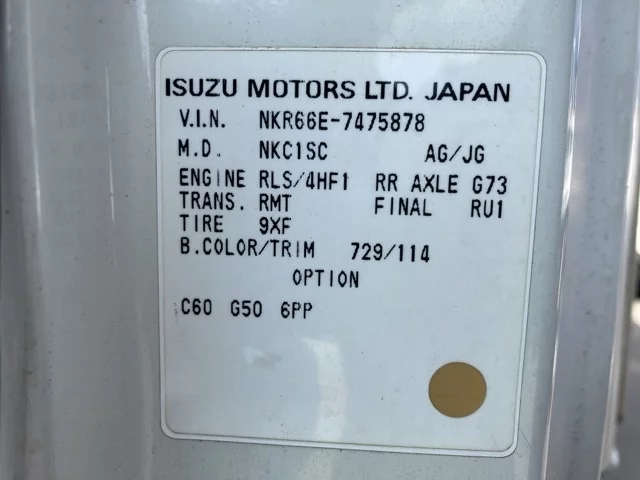 ISUZU MOTORS LTD. JAPAN
V.I.N. NKR66E-7475878
M.D. NKC1SC AG/JG
ENGINE RLS/4HF1 RR AXLE G73
TRANS. RMT FINAL RU1
TIRE 9XF
B.COLOR/TRIM 729/114
OPTION
C60 G50 6PP